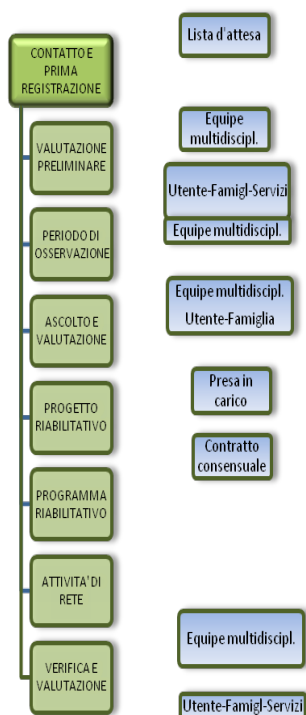 Lista d'attesa
CONTATTO E
PRIMA
REGISTRAZIONE
Equipe
multidiscipl.
VALUTAZIONE
PRELIMINARE
Utente-Famigl-Servizi
Equipe multidiscipl.
PERIODO DI
OSSERVAZIONE
Equipe multidiscipl.
Utente-Famiglia
ASCOLTO E
VALUTAZIONE
Presa in
carico
PROGETTO
RIABILITATIVO
Contratto
consensuale
PROGRAMMA
RIABILITATIVO
ATTIVITA' DI
RETE
Equipe multidiscipl.
VERIFICA E
VALUTAZIONE
Utente-Famigl-Servizi